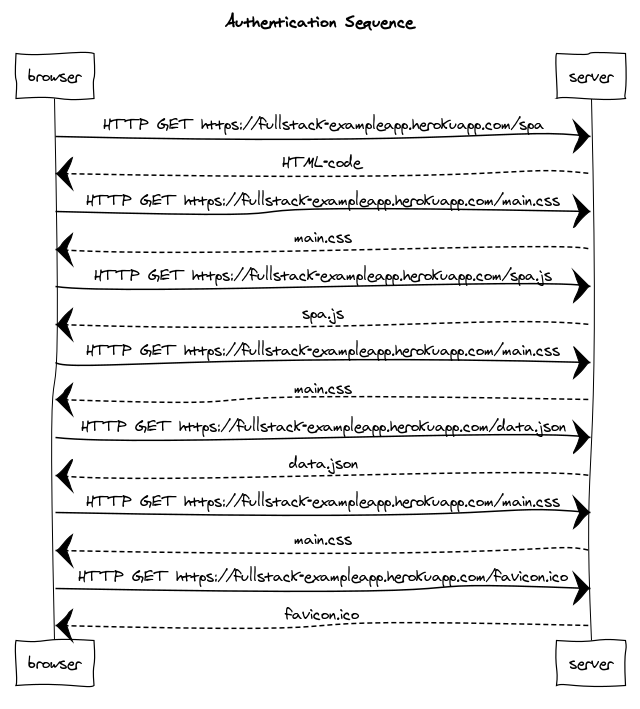 Authentication Sequence
browser
server
HTTP GET https://fullstack-exampleapp.herokuapp.com/spa
HTML-code
HTTP GET https://fullstack-exampleapp.herokuapp.com/main.css
main.css
HTTP GET https://fullstack-exampleapp.herokuapp.com/spa.js
spa.js
HTTP GET https://fullstack-exampleapp.herokuapp.com/main.css
main.css
HTTP GET https://fullstack-exampleapp.herokuapp.com/data.json
data.json
HTTP GET https://fullstack-exampleapp.herokuapp.com/main.css
main.css
HTTP GET https://fullstack-exampleapp.herokuapp.com/favicon.ico
favicon.ico
browser
server